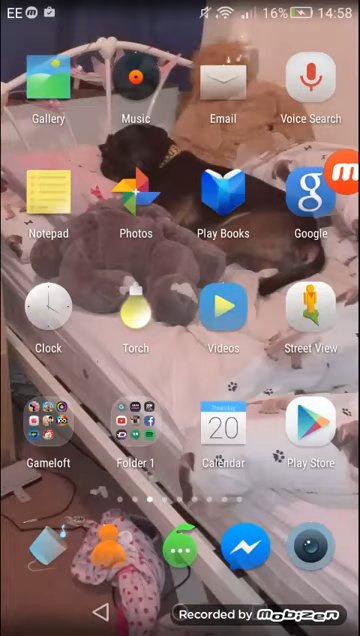 EE 16% 14:58
Gallery Music Email Voice Search
Notepad Photos Play Books Google
Clock Torch Videos Street View
Thursday
20
Gameloft Folder 1 Calendar Play Store
Recorded by mobizen